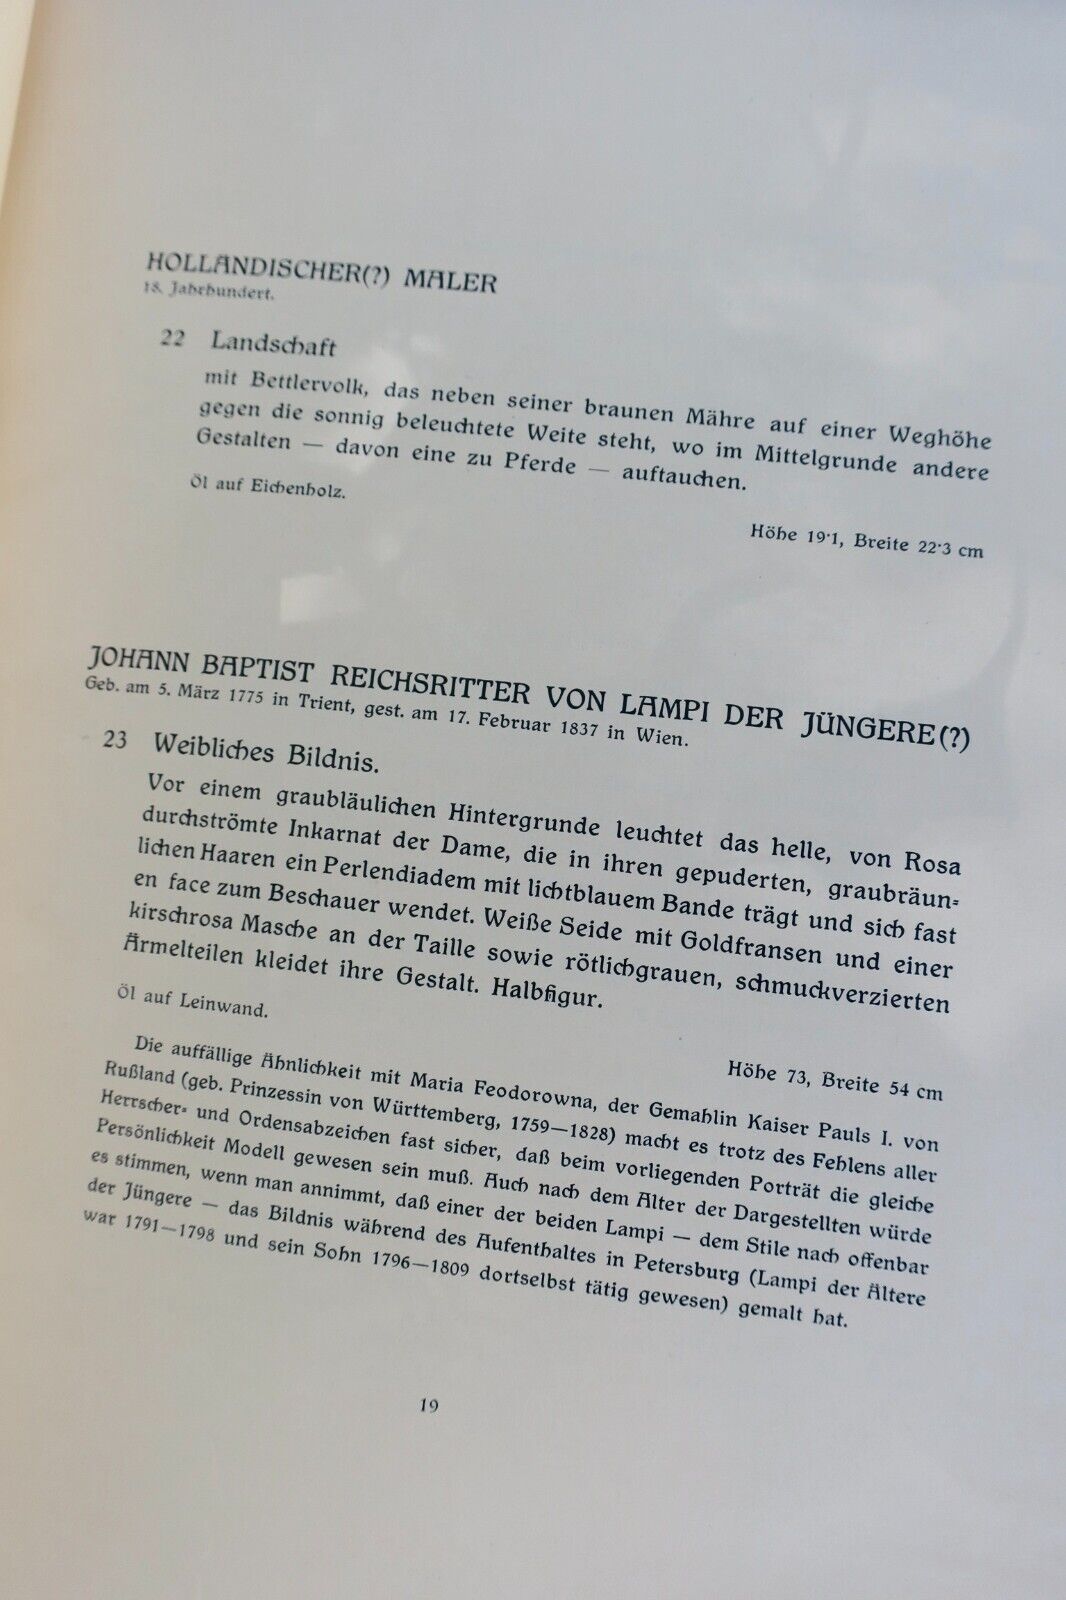 HOLLANDISCHER(?) MALER
18. Jahrhundert.
22 Landschaft
mit Bettlervolk, das neben seiner braunen Mähre auf einer Weghöhe
gegen die sonnig beleuchtete Weite steht, wo im Mittelgrunde andere
Gestalten — davon eine zu Pferde — auftauchen.
Öl auf Eichenholz.
Höhe 19·1, Breite 22·3 cm
JOHANN BAPTIST REICHSRITTER VON LAMPI DER JÜNGERE(?)
Geb. am 5. März 1775 in Trient, gest. am 17. Februar 1837 in Wien.
23 Weibliches Bildnis.
Vor einem graubläulichen Hintergrunde leuchtet das helle, von Rosa
durchströmte Inkarnat der Dame, die in ihren gepuderten, graubräun=
lichen Haaren ein Perlendiadem mit lichtblauem Bande trägt und sich fast
en face zum Beschauer wendet. Weiße Seide mit Goldfransen und einer
kirschrosa Masche an der Taille sowie rötlichgrauen, schmuckverzierten
Ärmelteilen kleidet ihre Gestalt. Halbfigur.
Öl auf Leinwand.
Höhe 73, Breite 54 cm
Die auffällige Ähnlichkeit mit Maria Feodorowna, der Gemahlin Kaiser Pauls I. von
Rußland (geb. Prinzessin von Württemberg, 1759—1828) macht es trotz des Fehlens aller
Herrscher= und Ordensabzeichen fast sicher, daß beim vorliegenden Porträt die gleiche
Persönlichkeit Modell gewesen sein muß. Auch nach dem Alter der Dargestellten würde
es stimmen, wenn man annimmt, daß einer der beiden Lampi — dem Stile nach offenbar
der Jüngere — das Bildnis während des Aufenthaltes in Petersburg (Lampi der Ältere
war 1791—1798 und sein Sohn 1796—1809 dortselbst tätig gewesen) gemalt hat.
19